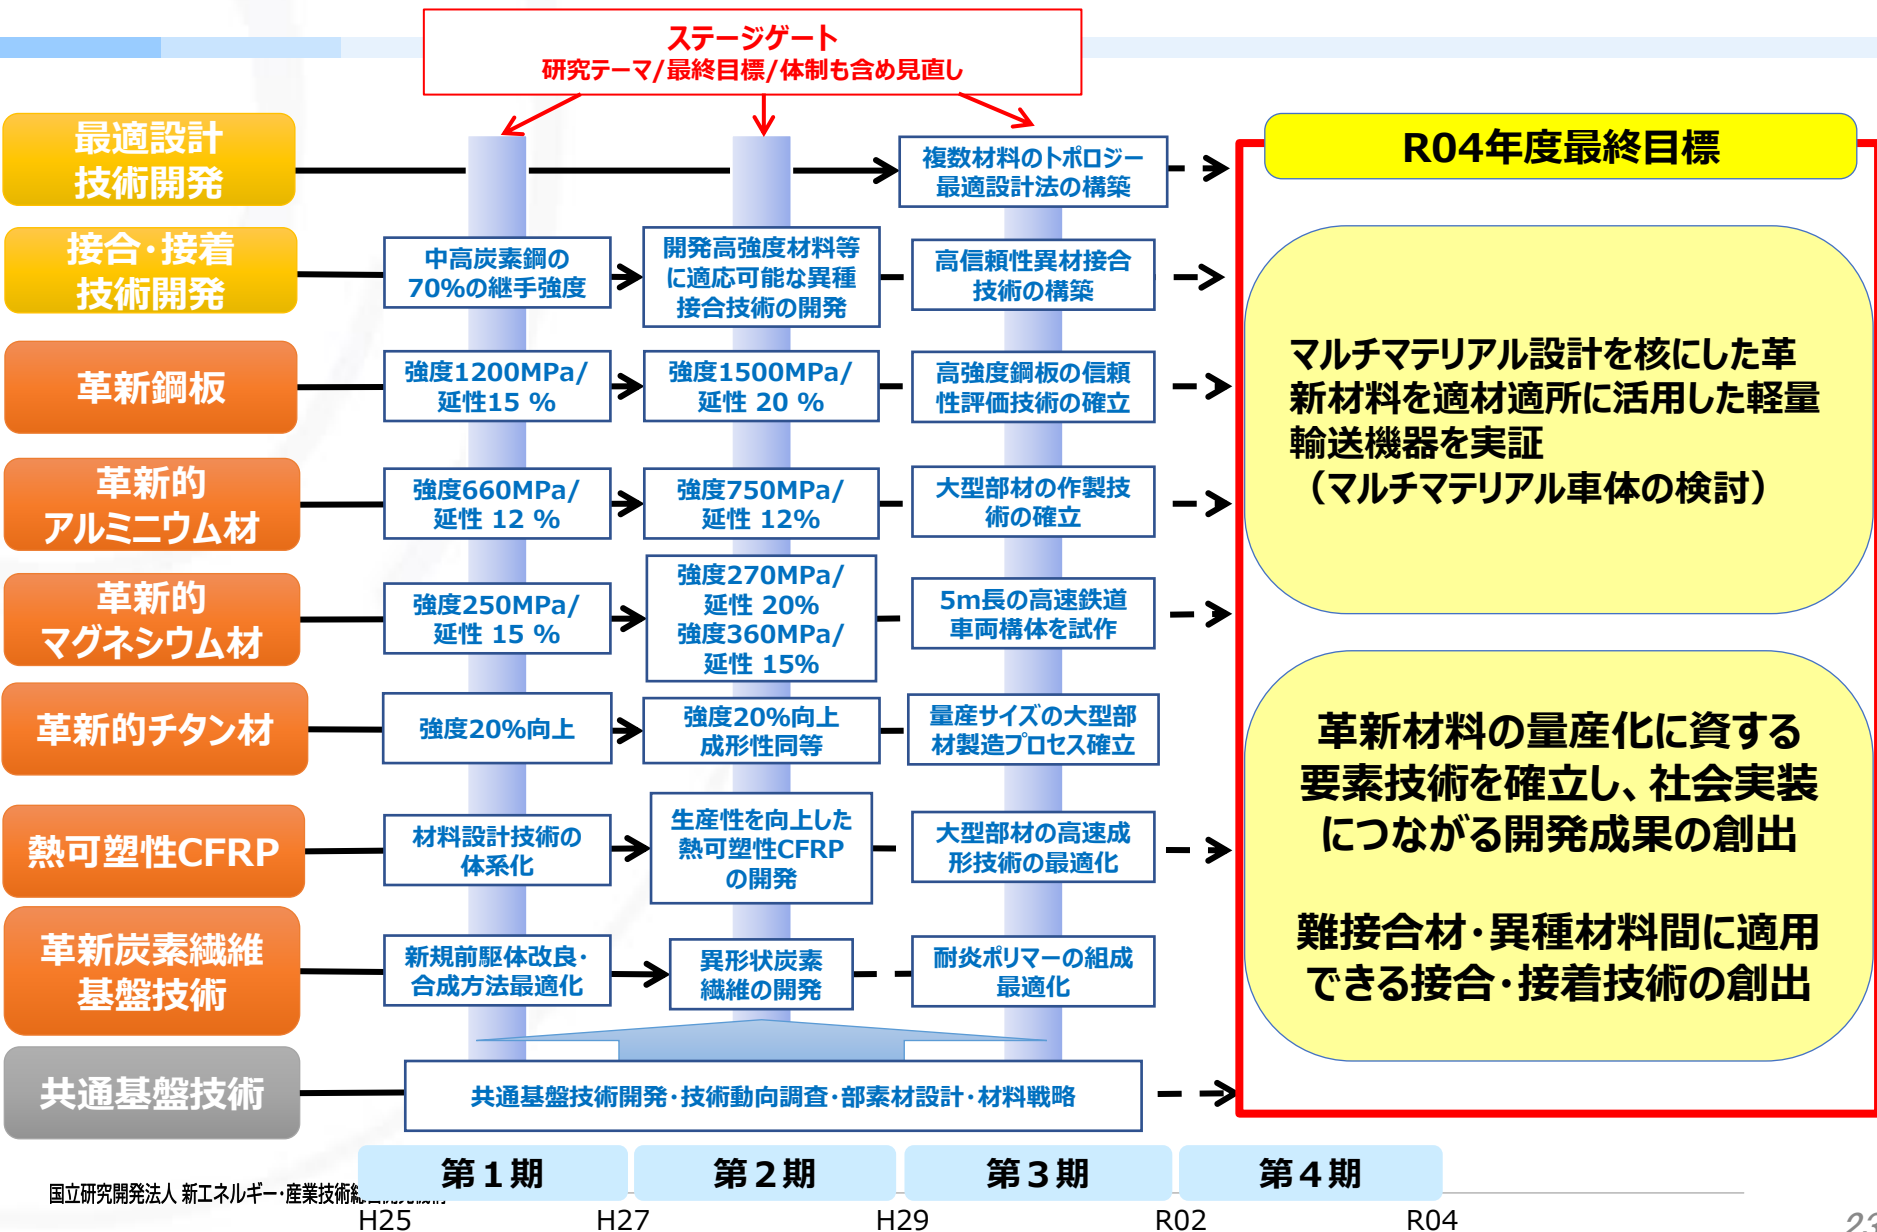 ステージゲート
研究テーマ/最終目標/体制も含め見直し
最適設計
技術開発
複数材料のトポロジー
最適設計法の構築
R04年度最終目標
接合･接着
技術開発
中高炭素鋼の
70%の継手強度
開発高強度材料等
に適応可能な異種
接合技術の開発
高信頼性異材接合
技術の構築
革新鋼板
強度1200MPa/
延性15 %
強度1500MPa/
延性 20 %
高強度鋼板の信頼
性評価技術の確立
マルチマテリアル設計を核にした革
新材料を適材適所に活用した軽量
輸送機器を実証
（マルチマテリアル車体の検討）
革新的
アルミニウム材
強度660MPa/
延性 12 %
強度750MPa/
延性 12%
大型部材の作製技
術の確立
革新的
マグネシウム材
強度250MPa/
延性 15 %
強度270MPa/
延性 20%
強度360MPa/
延性 15%
5m長の高速鉄道
車両構体を試作
革新的チタン材
強度20%向上
強度20%向上
成形性同等
量産サイズの大型部
材製造プロセス確立
革新材料の量産化に資する
要素技術を確立し、社会実装
につながる開発成果の創出
難接合材･異種材料間に適用
できる接合･接着技術の創出
熱可塑性CFRP
材料設計技術の
体系化
生産性を向上した
熱可塑性CFRP
の開発
大型部材の高速成
形技術の最適化
革新炭素繊維
基盤技術
新規前駆体改良･
合成方法最適化
異形状炭素
繊維の開発
耐炎ポリマーの組成
最適化
共通基盤技術
共通基盤技術開発･技術動向調査･部素材設計･材料戦略
第１期
第２期
第３期
第４期
国立研究開発法人 新エネルギー･産業技術
H25
H27
H29
R02
R04
23